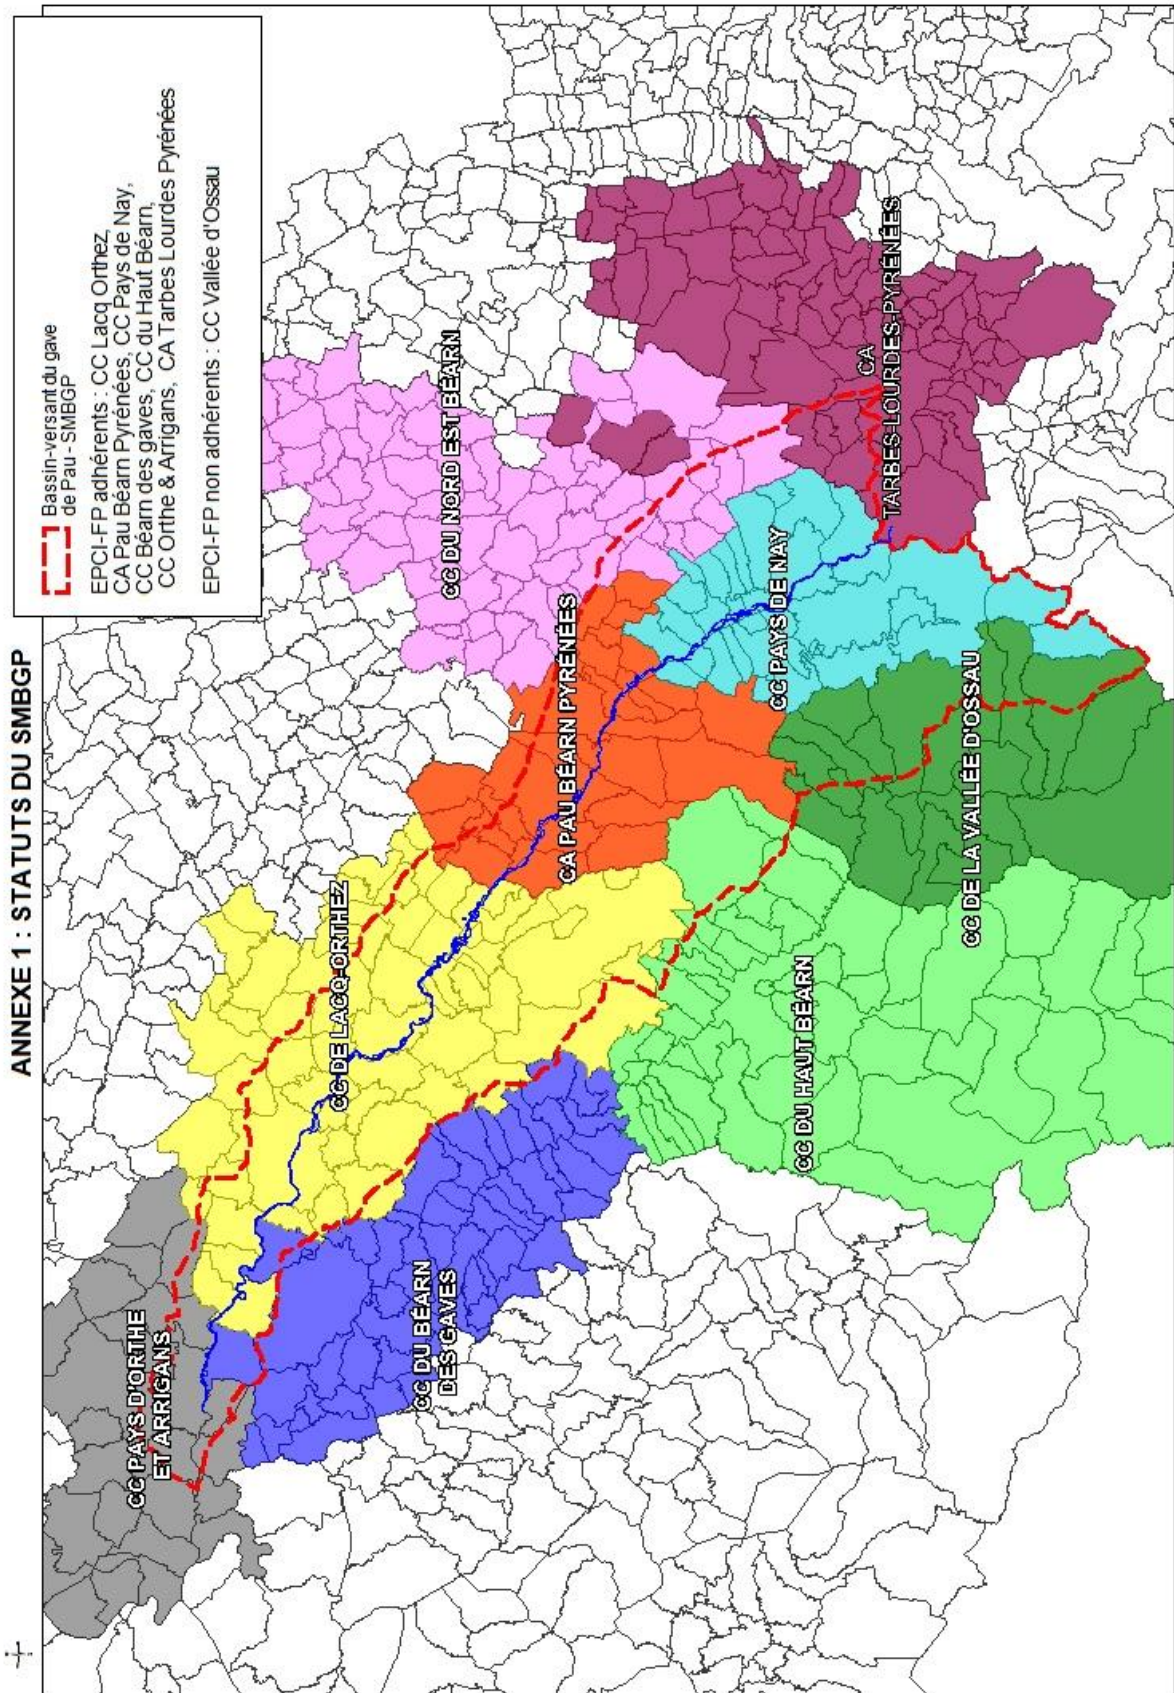 ANNEXE 1 : STATUTS DU SMBGP
Bassin-versant du gave
de Pau - SMBGP
EPCI-FP adhérents : CC Lacq Orthez,
CA Pau Béarn Pyrénées, CC Pays de Nay,
CC Béarn des gaves, CC du Haut Béarn,
CC Orthe & Arrigans, CA Tarbes Lourdes Pyrénées
EPCI-FP non adhérents : CC Vallée d'Ossau
CC PAYS D'ORTHE
ET ARRIGANS
CC DE LACQ-ORTHEZ
CC DU NORD EST BÉARN
CC DU BÉARN
DES GAVES
CA PAU BÉARN PYRÉNÉES
CC PAYS DE NAY
CC DU HAUT BÉARN
CA
TARBES-LOURDES-PYRÉNÉES
CC DE LA VALLÉE D'OSSAU